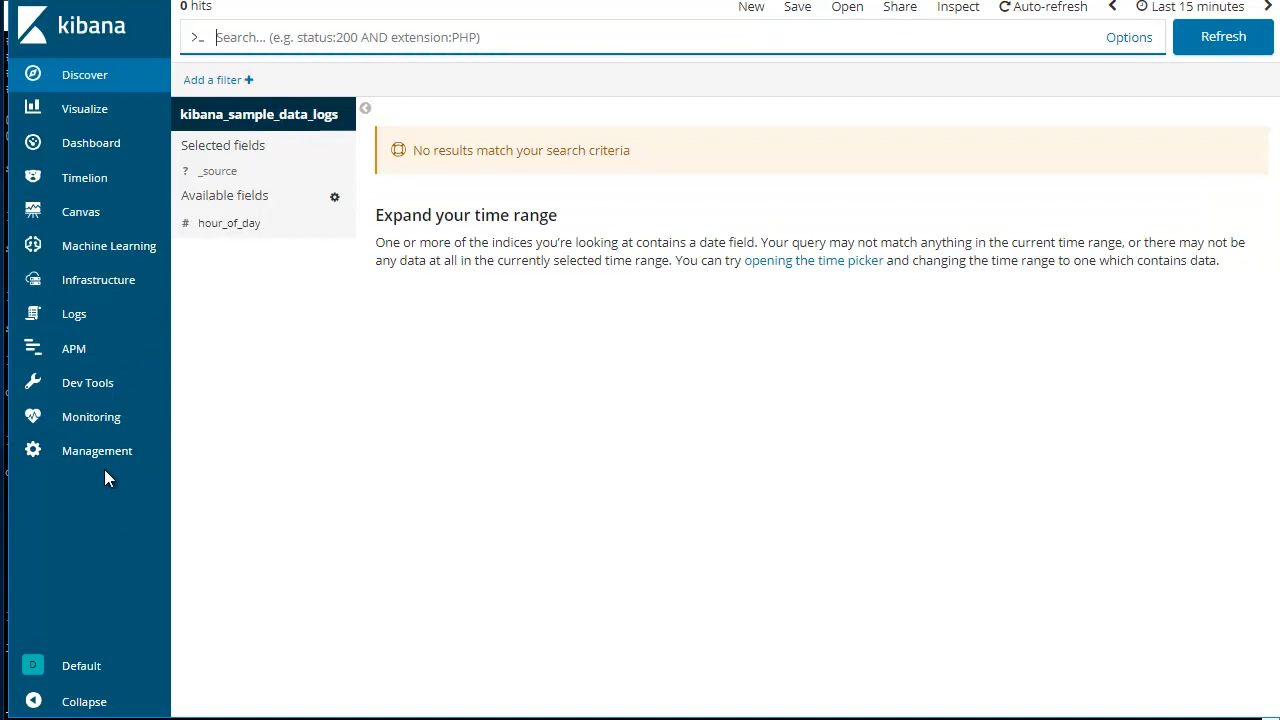 kibana
Discover
Visualize
Dashboard
Timelion
Canvas
Machine Learning
Infrastructure
Logs
APM
Dev Tools
Monitoring
Management
D Default
Collapse
0 hits
New Save Open Share Inspect Auto-refresh Last 15 minutes
>_ Search... (e.g. status:200 AND extension:PHP) Options Refresh
Add a filter +
kibana_sample_data_logs
Selected fields
? _source
Available fields
# hour_of_day
No results match your search criteria
Expand your time range
One or more of the indices you're looking at contains a date field. Your query may not match anything in the current time range, or there may not be
any data at all in the currently selected time range. You can try opening the time picker and changing the time range to one which contains data.